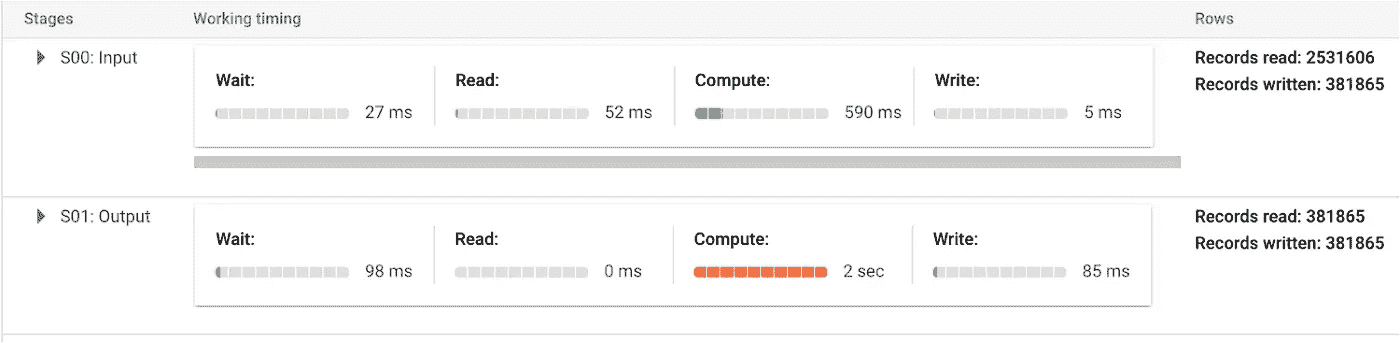 Stages Working timing Rows
S00: Input
Wait: Read: Compute: Write:
27 ms 52 ms 590 ms 5 ms
Records read: 2531606
Records written: 381865
S01: Output
Wait: Read: Compute: Write:
98 ms 0 ms 2 sec 85 ms
Records read: 381865
Records written: 381865